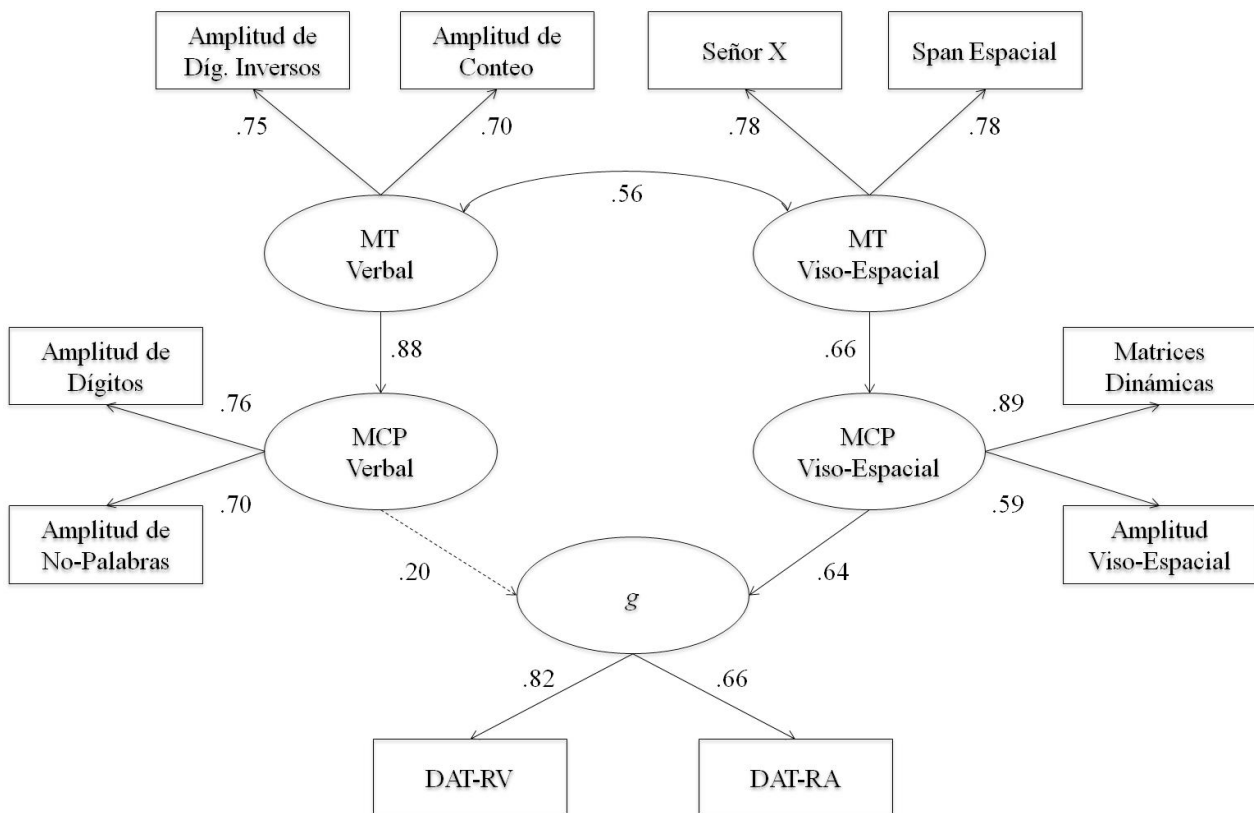 Amplitud de
Díg. Inversos
Amplitud de
Conteo
Señor X
Span Espacial
.75
.70
.78
.78
.56
MT
Verbal
MT
Viso-Espacial
.88
.66
Amplitud de
Dígitos
Matrices
Dinámicas
.76
.89
MCP
Verbal
MCP
Viso-Espacial
.70
.59
Amplitud de
No-Palabras
Amplitud
Viso-Espacial
.20
.64
g
.82
.66
DAT-RV
DAT-RA